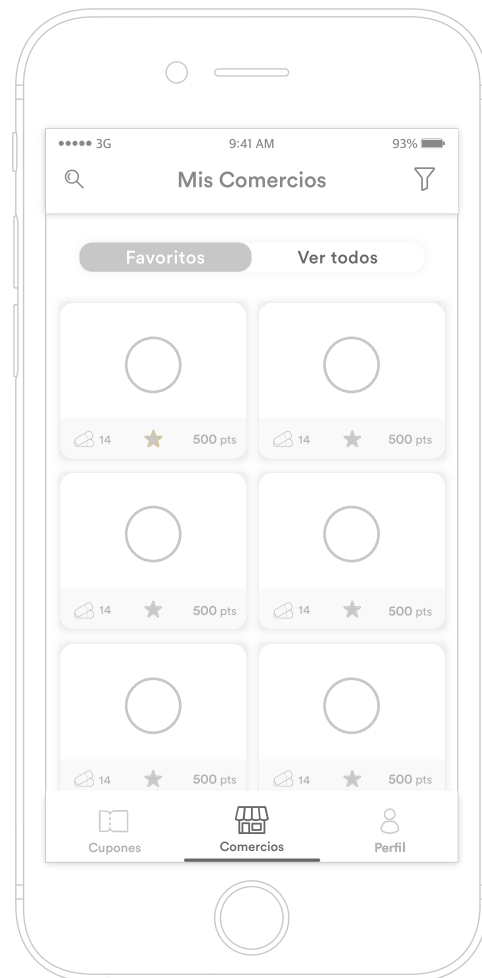 3G 9:41 AM 93%
Mis Comercios
Favoritos Ver todos
14 500 pts 14 500 pts
14 500 pts 14 500 pts
14 500 pts 14 500 pts
Cupones Comercios Perfil